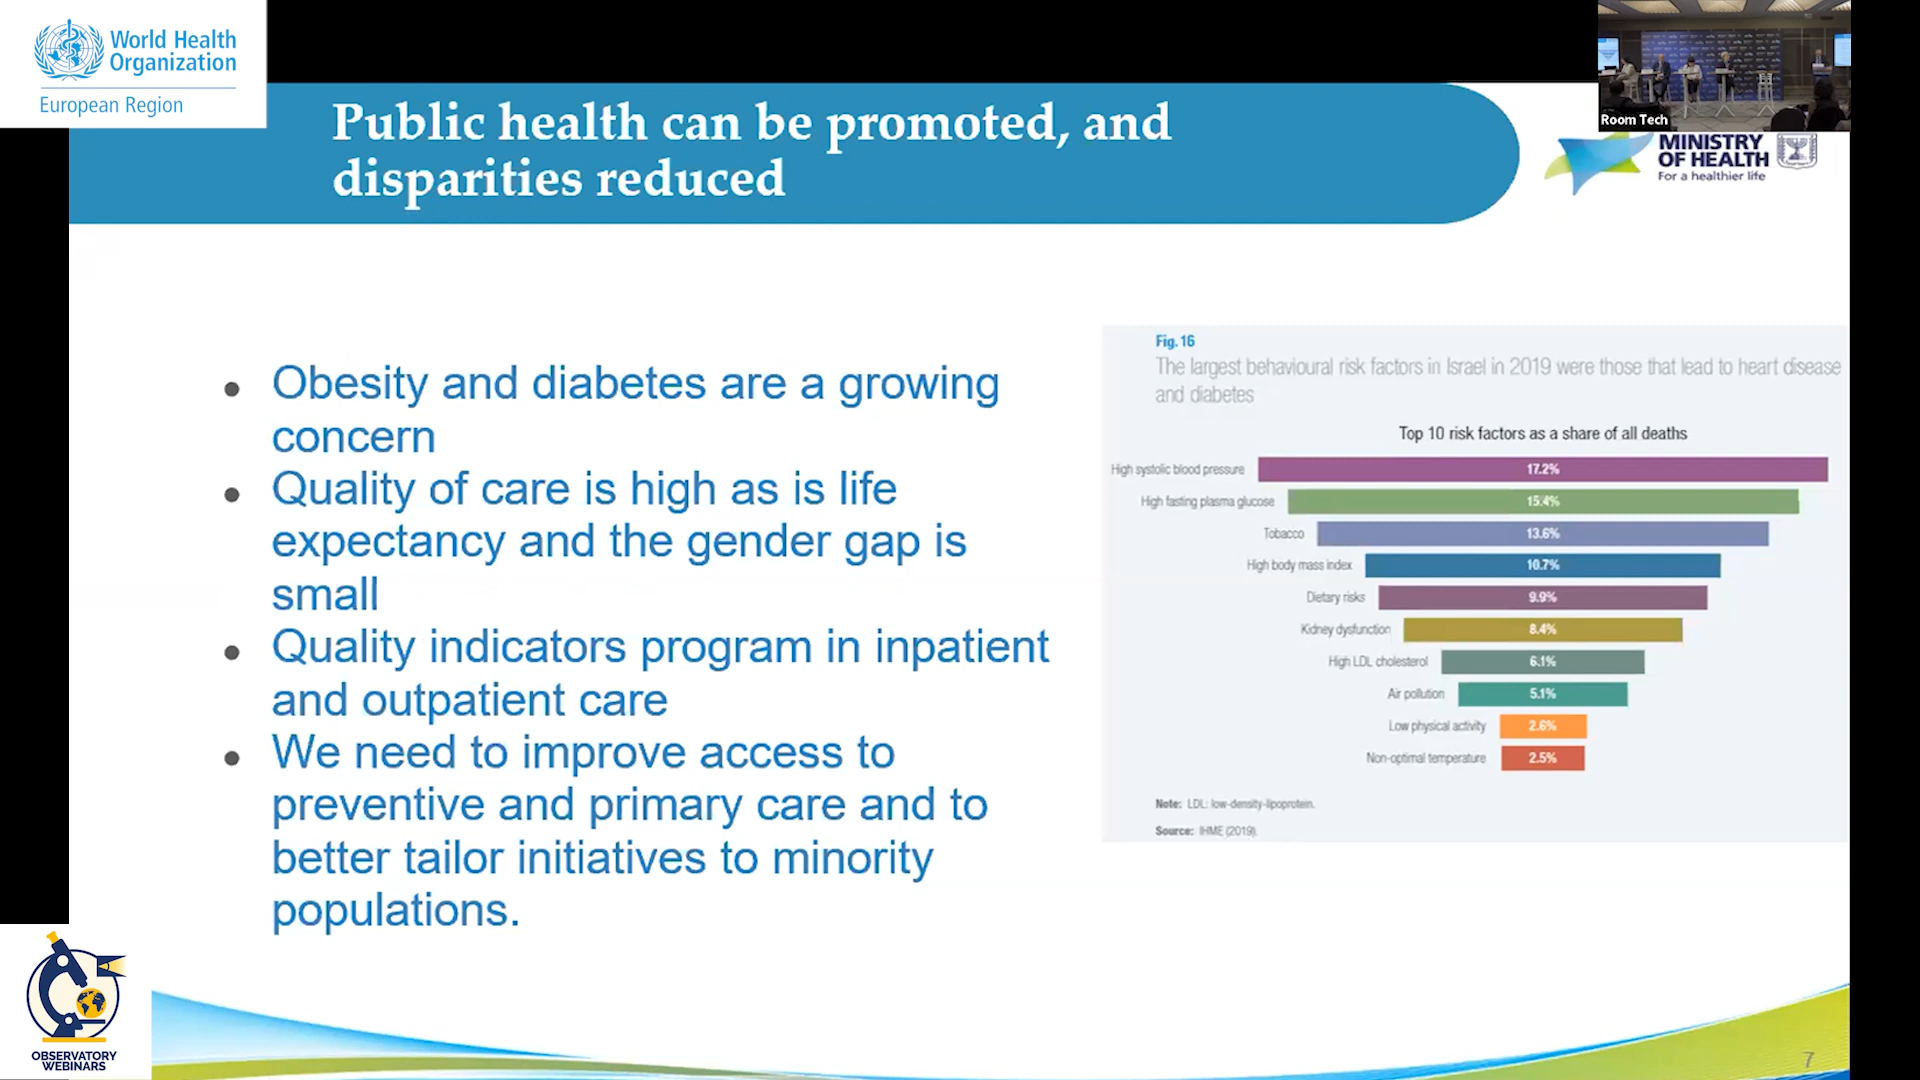 World Health
Organization
European Region
Room Tech
Public health can be promoted, and
disparities reduced
MINISTRY
OF HEALTH
For a healthier life
Obesity and diabetes are a growing
concern
Quality of care is high as is life
expectancy and the gender gap is
small
Quality indicators program in inpatient
and outpatient care
We need to improve access to
preventive and primary care and to
better tailor initiatives to minority
populations.
Fig. 16
The largest behavioural risk factors in Israel in 2019 were those that lead to heart disease
and diabetes
Top 10 risk factors as a share of all deaths
High systolic blood pressure 17.2%
High fasting plasma glucose 15.4%
Tobacco 13.6%
High body mass index 10.7%
Dietary risks 9.9%
Kidney dysfunction 8.4%
High LDL cholesterol 6.1%
Air pollution 5.1%
Low physical activity 2.6%
Non-optimal temperature 2.5%
Note: LDL: low-density-lipoprotein.
Source: IHME (2019).
OBSERVATORY
WEBINARS
7